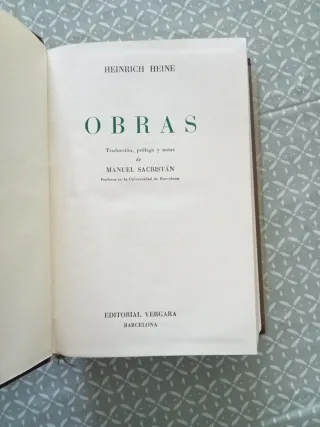 HEINRICH HEINE
OBRAS
Traducción, prólogo y notas
de
MANUEL SACRISTÁN
Profesor en la Universidad de Barcelona
EDITORIAL VERGARA
BARCELONA